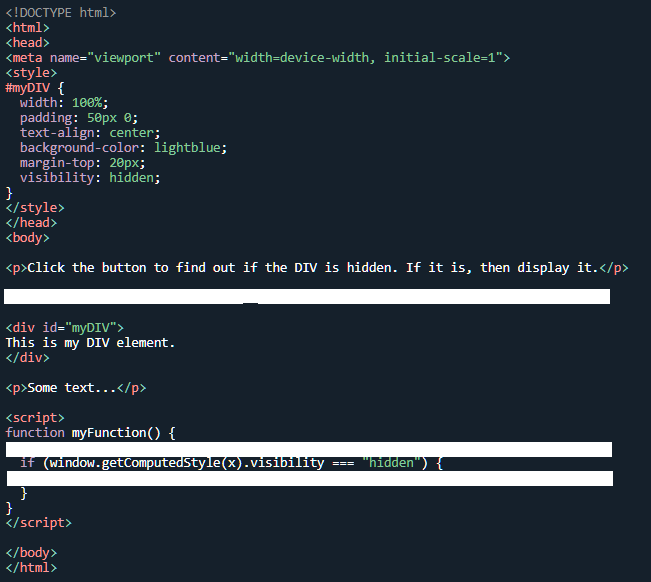 <!DOCTYPE html>
<html>
<head>
<meta name="viewport" content="width=device-width, initial-scale=1">
<style>
#myDIV {
  width: 100%;
  padding: 50px 0;
  text-align: center;
  background-color: lightblue;
  margin-top: 20px;
  visibility: hidden;
}
</style>
</head>
<body>
<p>Click the button to find out if the DIV is hidden. If it is, then display it.</p>
<div id="myDIV">
This is my DIV element.
</div>
<p>Some text...</p>
<script>
function myFunction() {
  if (window.getComputedStyle(x).visibility === "hidden") {
  }
}
</script>
</body>
</html>